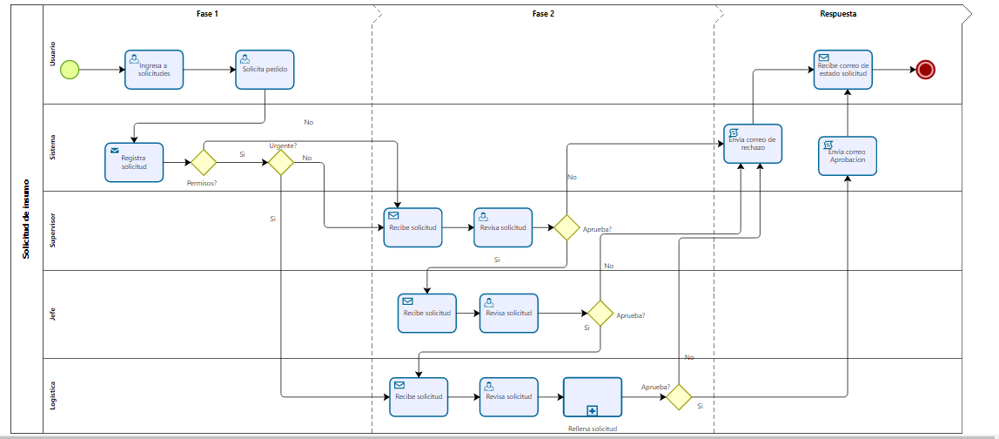 Fase 1
Fase 2
Respuesta
Solicitud de insumo
Usuario
Ingresa a
solicitudes
Solicita pedido
Recibe correo de
estado solicitud
Sistema
No
Registra
solicitud
Permisos?
Si
Urgente?
No
Si
Envia correo de
rechazo
Envia correo
Aprobacion
Supervisor
Recibe solicitud
Revisa solicitud
No
Aprueba?
Si
No
Jefe
Recibe solicitud
Revisa solicitud
Aprueba?
Si
Logistica
Recibe solicitud
Revisa solicitud
Rellena solicitud
Aprueba?
No
Si